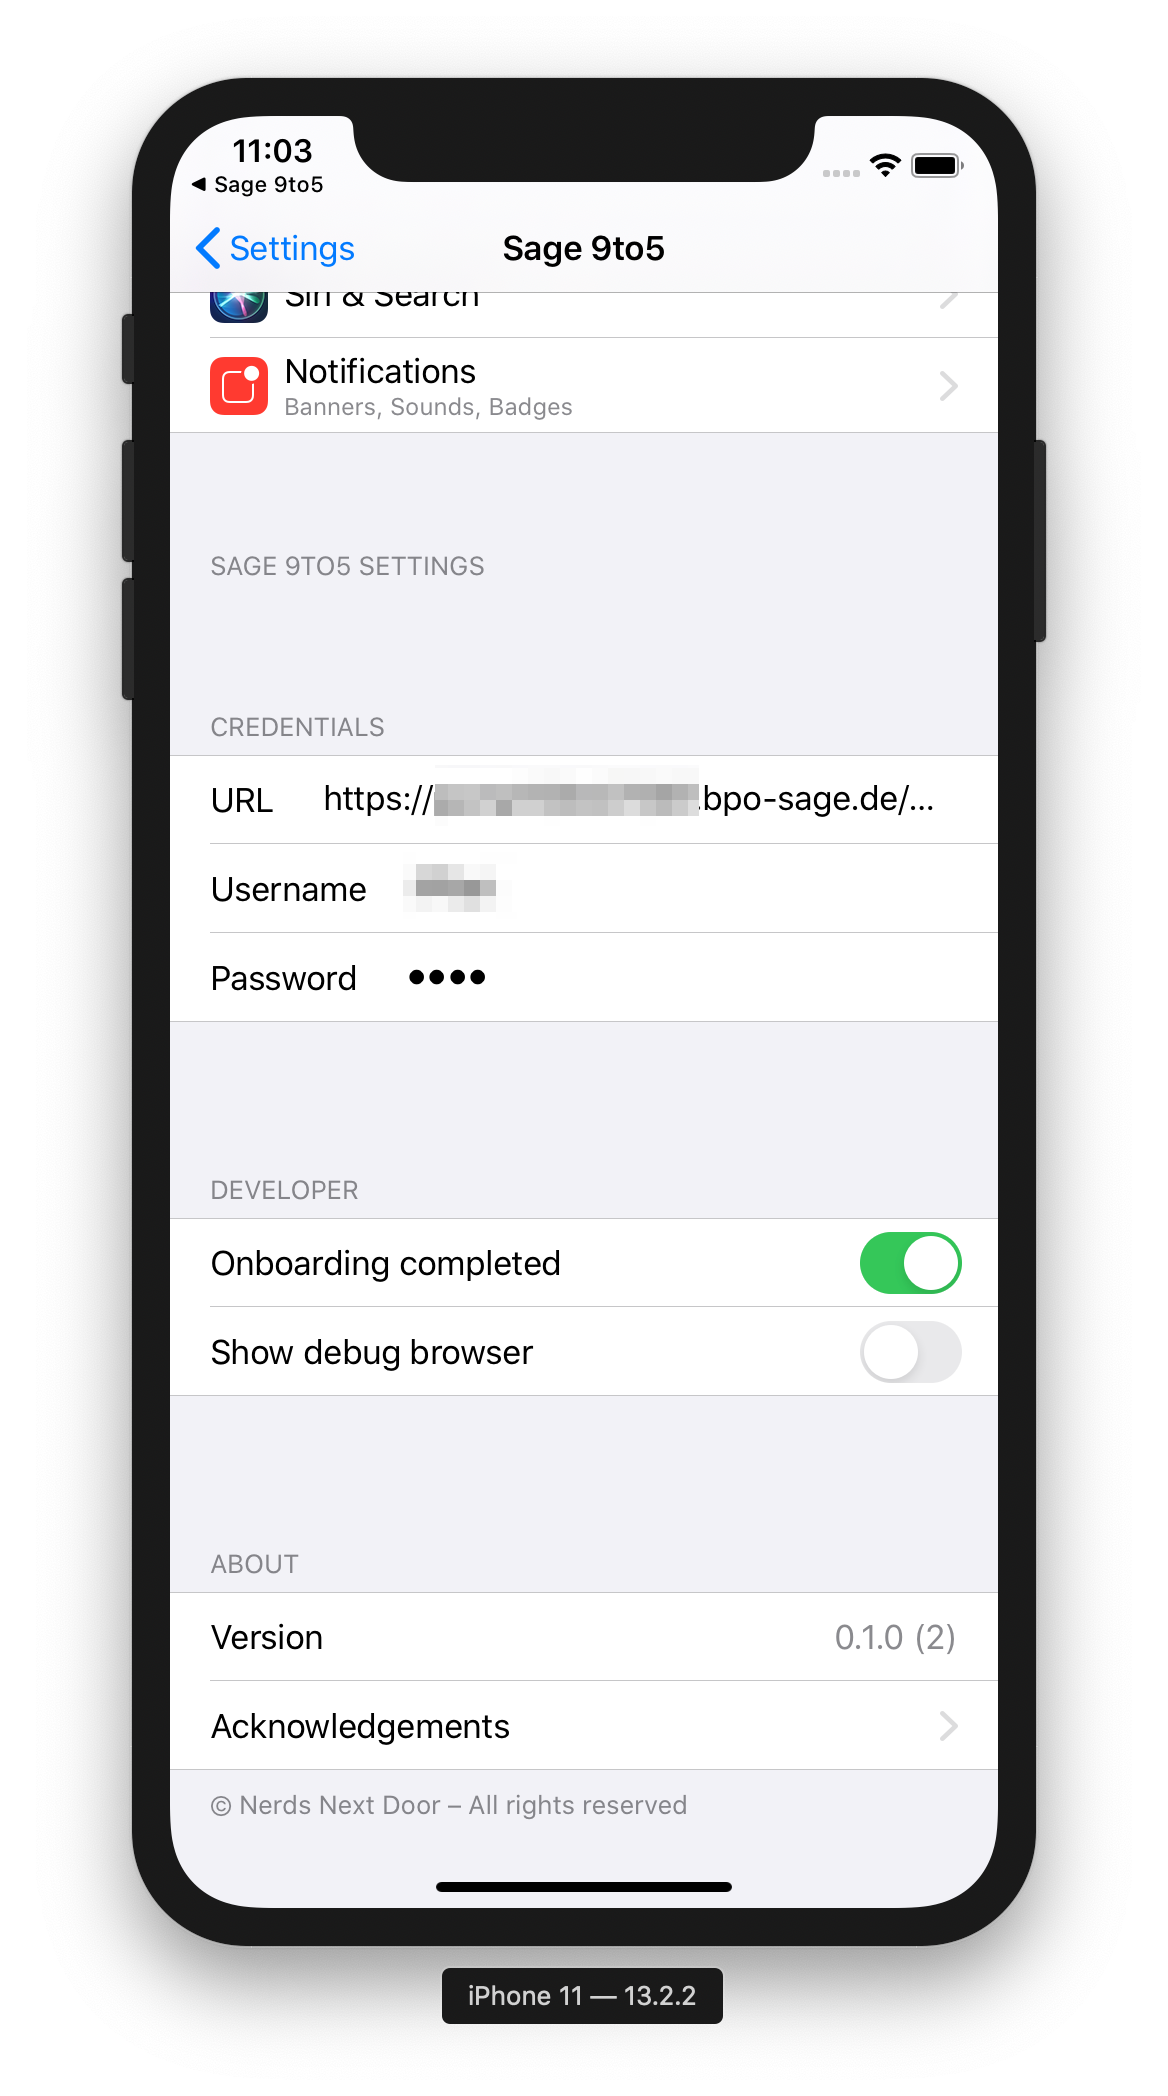 11:03
◀ Sage 9to5
Settings
Sage 9to5
Siri & Search
Notifications
Banners, Sounds, Badges
SAGE 9TO5 SETTINGS
CREDENTIALS
URL https://.bpo-sage.de/...
Username
Password ••••
DEVELOPER
Onboarding completed
Show debug browser
ABOUT
Version 0.1.0 (2)
Acknowledgements
© Nerds Next Door – All rights reserved
iPhone 11 — 13.2.2